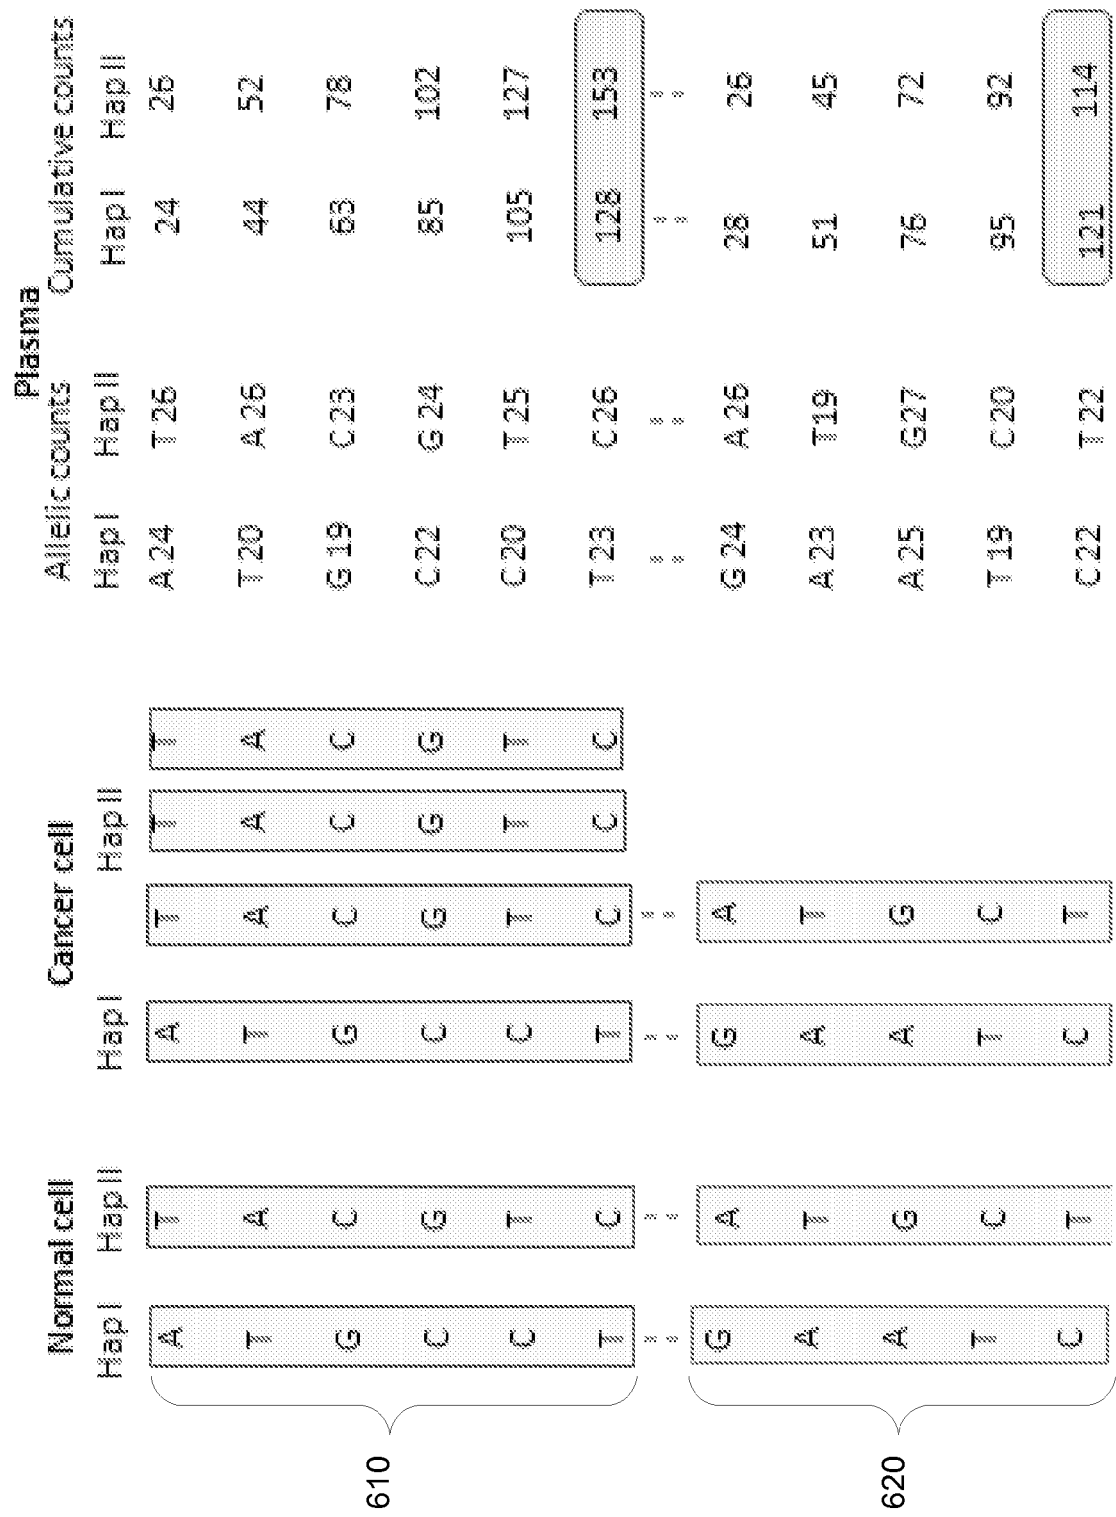 Plasma
Normal cell Cancer cell Allelic counts Cumulative counts
Hap I Hap II Hap I Hap II Hap I Hap II Hap I Hap II
A T A T T T A 24 T 26 24 26
T A T A A A T 20 A 26 44 52
G C G C C C G 19 C 23 63 78
610
C G C G G G C 22 G 24 85 102
C T C T T T C 20 T 25 105 127
T C T C C C T 23 C 26 128 153
G A G A G 24 A 26 28 26
A T A T A 23 T 19 51 45
620 A G A G A 25 G27 76 72
T C T C T 19 C 20 95 92
C T C T C 22 T 22 121 114